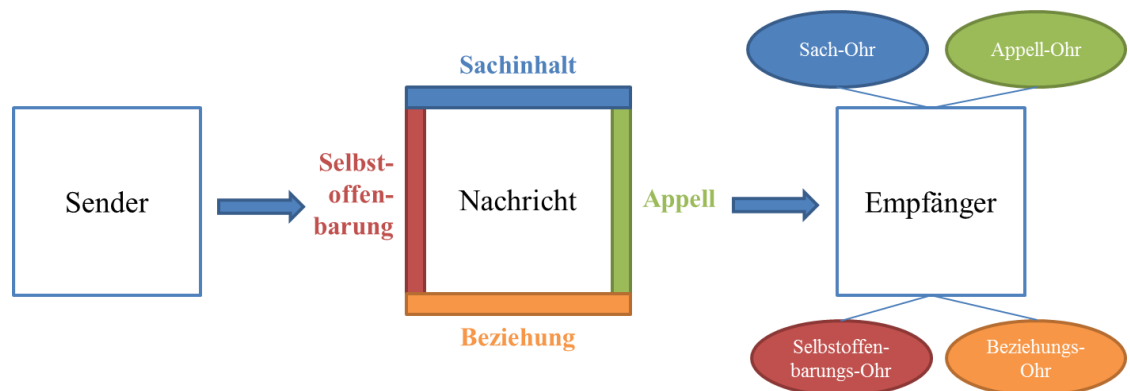 Sach-Ohr
Appell-Ohr
Sachinhalt
Sender
Selbst-
offen-
barung
Nachricht
Appell
Empfänger
Beziehung
Selbstoffen-
barungs-Ohr
Beziehungs-
Ohr